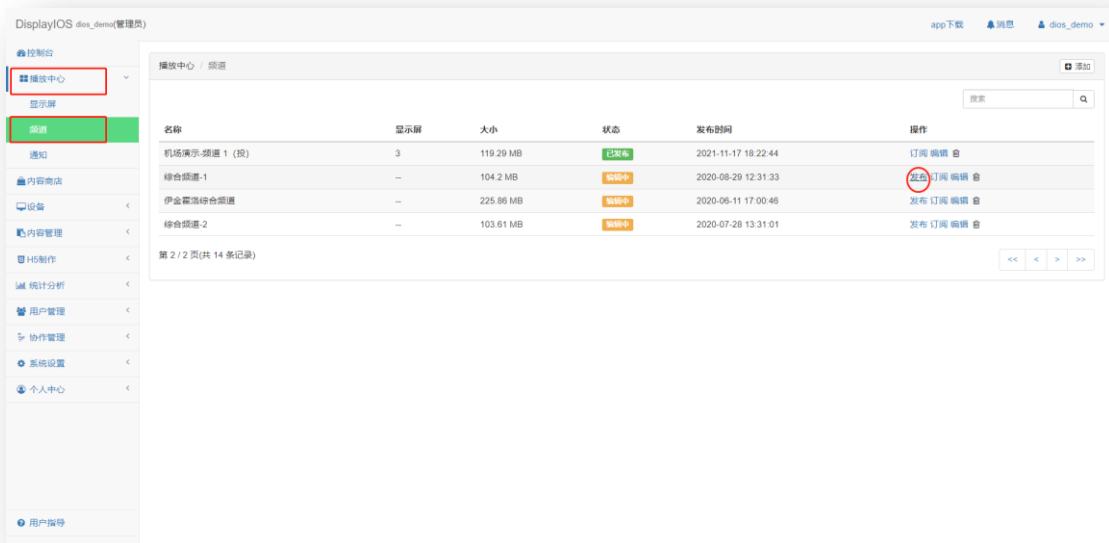 DisplayIOS dios_demo(管理员)
app下载 消息 dios_demo
控制台
播放中心
显示屏
频道
通知
内容商店
设备
内容管理
H5制作
统计分析
用户管理
协作管理
系统设置
个人中心
用户指导
播放中心 / 频道
添加
搜索
名称 显示屏 大小 状态 发布时间 操作
机场演示-频道 1 (投) 3 119.29 MB 已发布 2021-11-17 18:22:44 订阅 编辑
综合频道-1 -- 104.2 MB 编辑中 2020-08-29 12:31:33 发布 订阅 编辑
伊金霍洛综合频道 -- 225.86 MB 编辑中 2020-06-11 17:00:46 发布 订阅 编辑
综合频道-2 -- 103.61 MB 编辑中 2020-07-28 13:31:01 发布 订阅 编辑
第 2 / 2 页(共 14 条记录)
<< < > >>